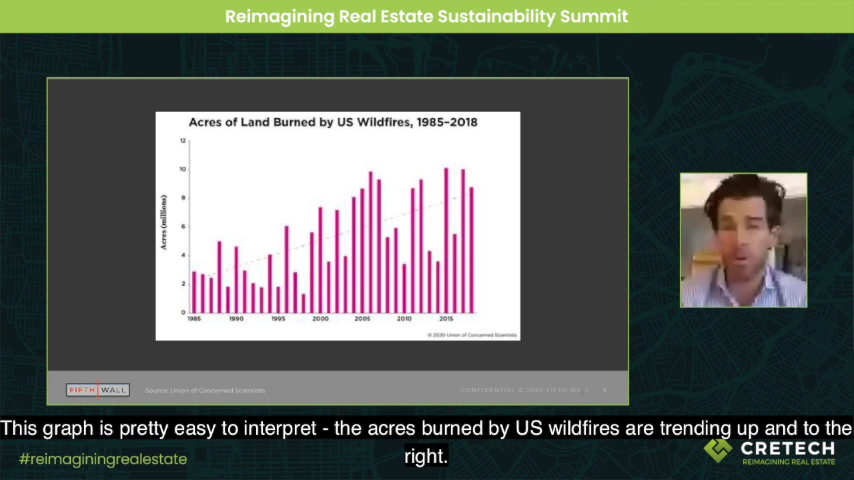 Reimagining Real Estate Sustainability Summit
Acres of Land Burned by US Wildfires, 1985–2018
Acres (millions)
12
10
8
6
4
2
0
1985 1990 1995 2000 2005 2010 2015
© 2020 Union of Concerned Scientists
FIFTH WALL
Source: Union of Concerned Scientists
CONFIDENTIAL © 2020 FIFTH WALL
This graph is pretty easy to interpret - the acres burned by US wildfires are trending up and to the
right.
#reimaginingrealestate
CRETECH
REIMAGINING REAL ESTATE